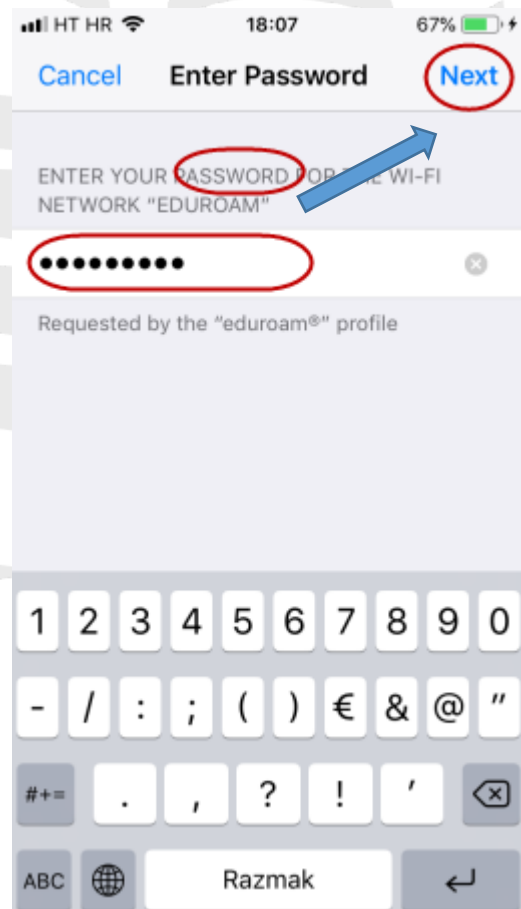 HT HR 18:07 67%
Cancel Enter Password Next
ENTER YOUR PASSWORD FOR THE WI-FI
NETWORK "EDUROAM"
●●●●●●●●●
Requested by the "eduroam®" profile
1 2 3 4 5 6 7 8 9 0
- / : ; ( ) € & @ "
#+= . , ? ! '
ABC Razmak